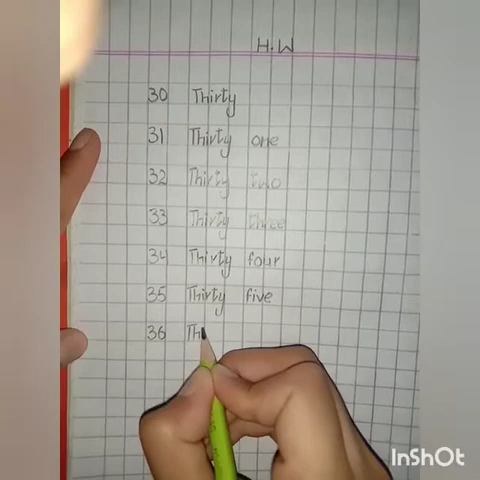 H.W
30 Thirty
31 Thirty one
32 Thirty two
33 Thirty three
34 Thirty four
35 Thirty five
36 Th
InShOt